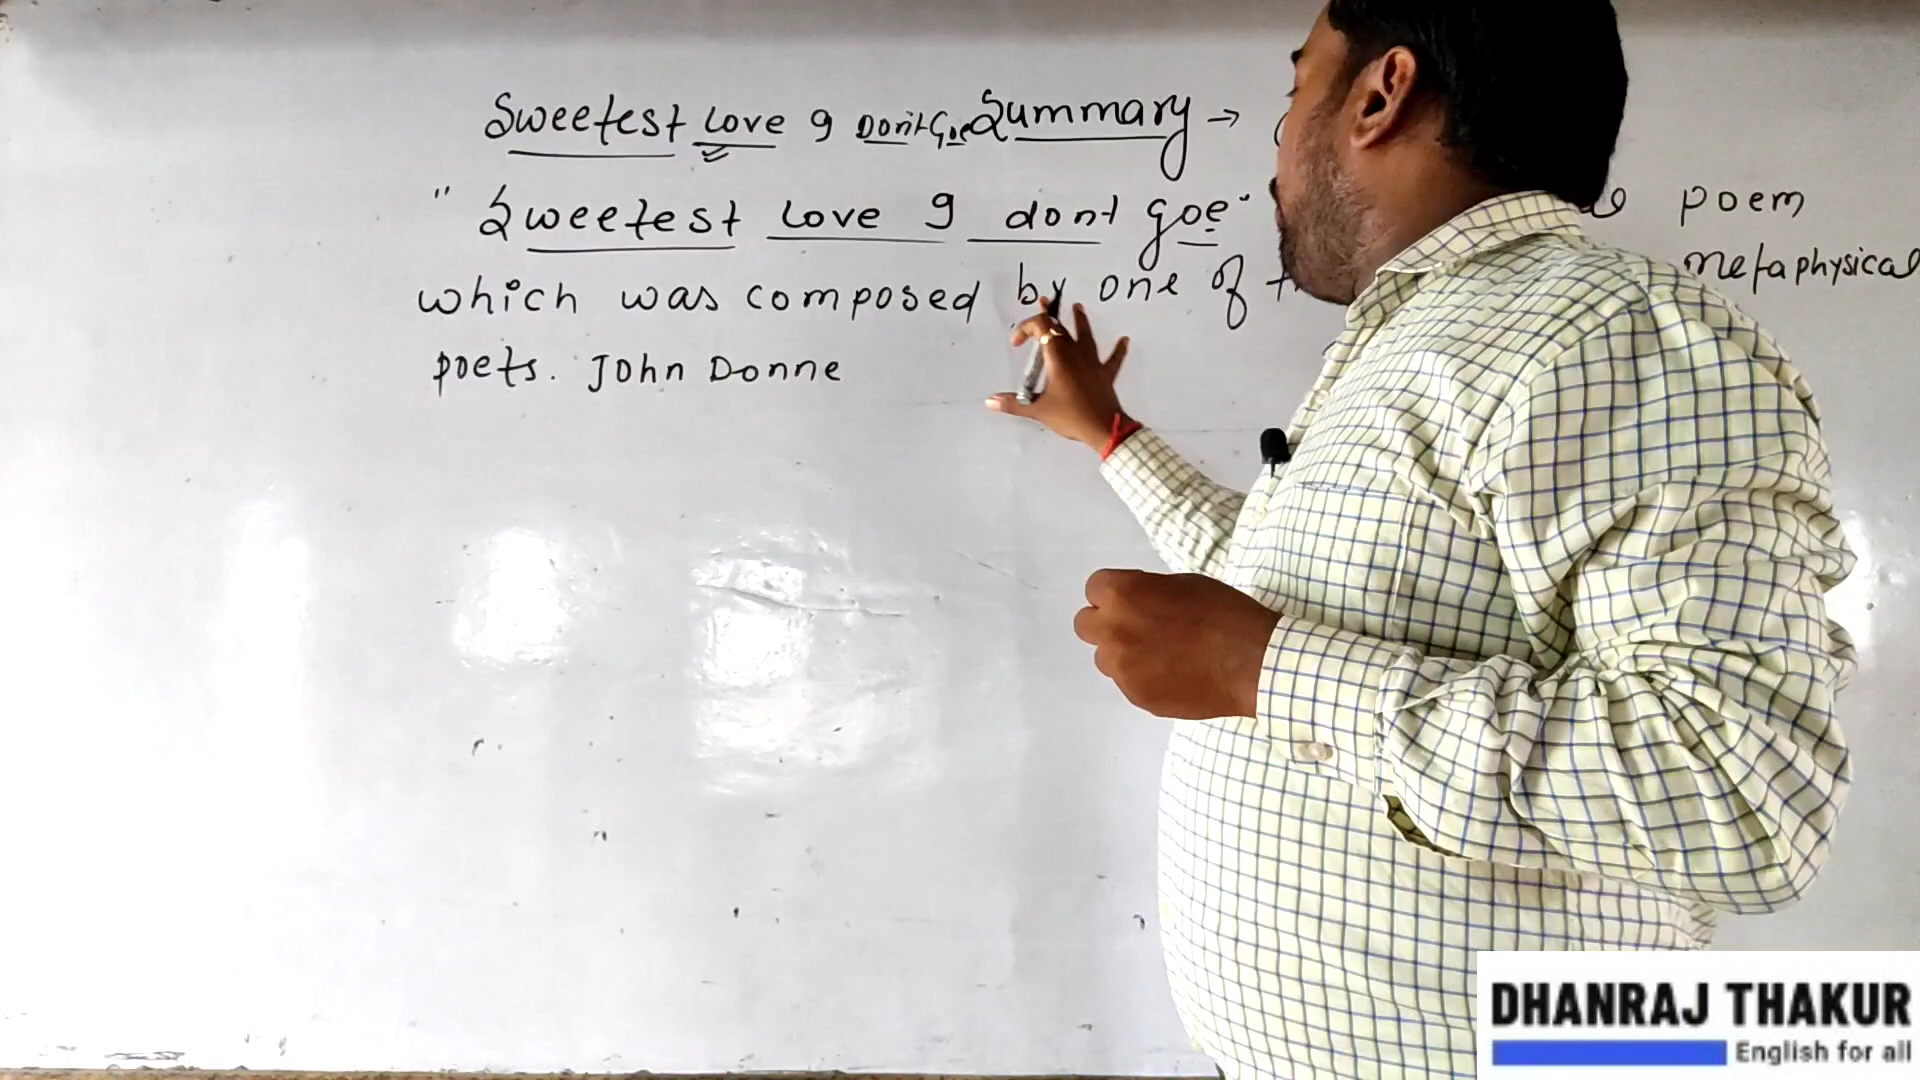 Sweetest Love I Don't Goe Summary →
" Sweetest Love I dont goe" poem
which was composed by one of metaphysical
poets. John Donne
DHANRAJ THAKUR
English for all